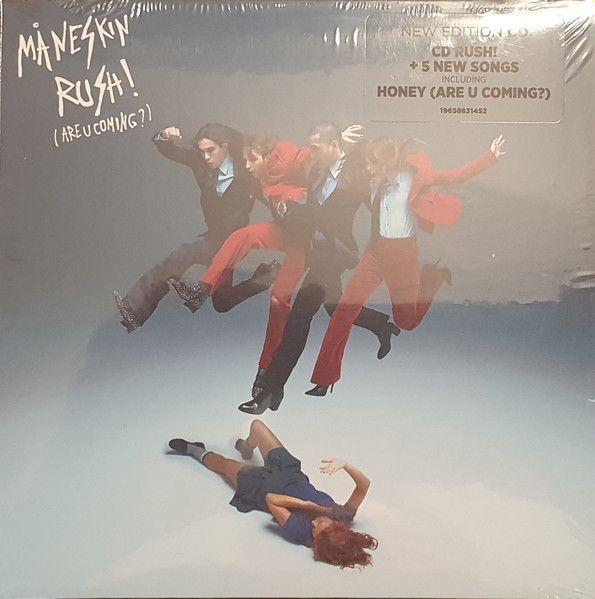 MÅNESKIN
RUSH!
(ARE U COMING?)
NEW EDITION CD
CD RUSH!
+ 5 NEW SONGS
INCLUDING
HONEY (ARE U COMING?)
19658831452